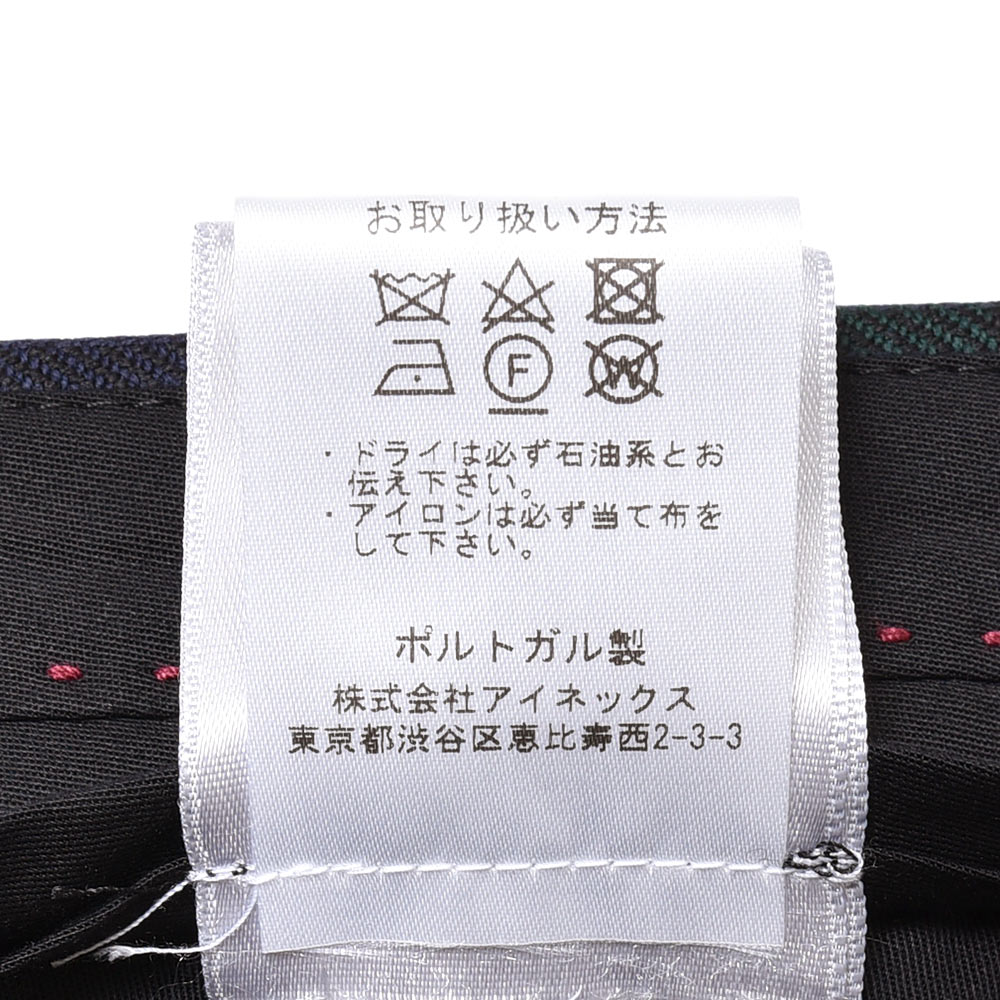 お取り扱い方法
F W
・ドライは必ず石油系とお
伝え下さい。
・アイロンは必ず当て布を
して下さい。
ポルトガル製
株式会社アイネックス
東京都渋谷区恵比寿西2-3-3